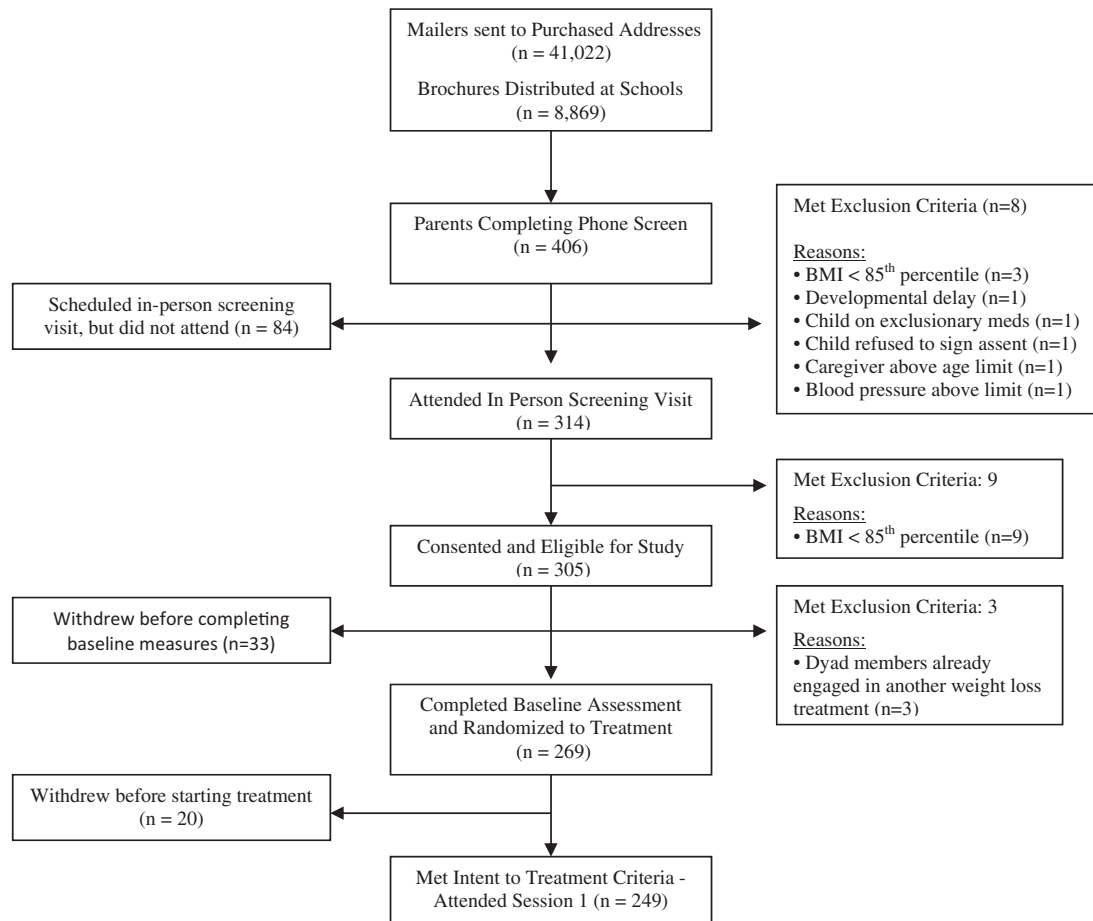 Mailers sent to Purchased Addresses
(n = 41,022)
Brochures Distributed at Schools
(n = 8,869)
Parents Completing Phone Screen
(n = 406)
Met Exclusion Criteria (n=8)
Reasons:
• BMI < 85th percentile (n=3)
• Developmental delay (n=1)
• Child on exclusionary meds (n=1)
• Child refused to sign assent (n=1)
• Caregiver above age limit (n=1)
• Blood pressure above limit (n=1)
Scheduled in-person screening
visit, but did not attend (n = 84)
Attended In Person Screening Visit
(n = 314)
Met Exclusion Criteria: 9
Reasons:
• BMI < 85th percentile (n=9)
Consented and Eligible for Study
(n = 305)
Withdrew before completing
baseline measures (n=33)
Met Exclusion Criteria: 3
Reasons:
• Dyad members already
engaged in another weight loss
treatment (n=3)
Completed Baseline Assessment
and Randomized to Treatment
(n = 269)
Withdrew before starting treatment
(n = 20)
Met Intent to Treatment Criteria -
Attended Session 1 (n = 249)